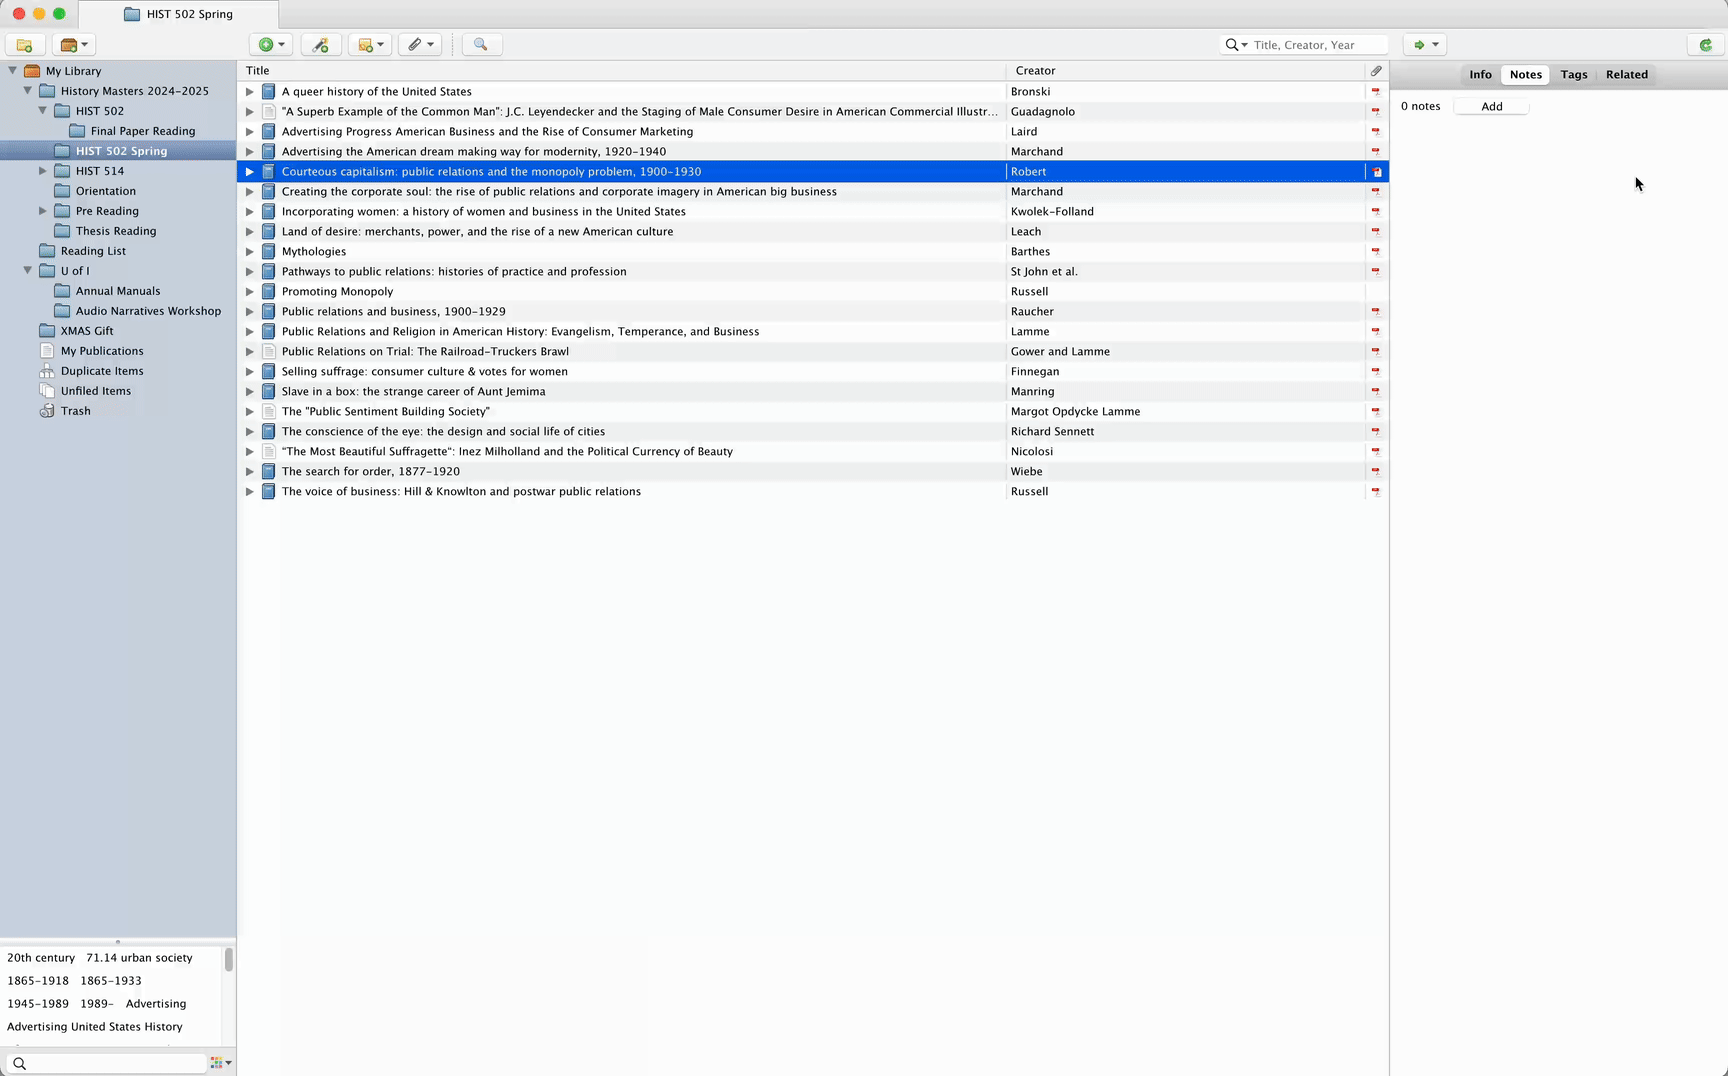 HIST 502 Spring
Title, Creator, Year
My Library
History Masters 2024-2025
HIST 502
Final Paper Reading
HIST 502 Spring
HIST 514
Orientation
Pre Reading
Thesis Reading
Reading List
U of I
Annual Manuals
Audio Narratives Workshop
XMAS Gift
My Publications
Duplicate Items
Unfiled Items
Trash
20th century 71.14 urban society
1865-1918 1865-1933
1945-1989 1989- Advertising
Advertising United States History
Title Creator
A queer history of the United States Bronski
"A Superb Example of the Common Man": J.C. Leyendecker and the Staging of Male Consumer Desire in American Commercial Illustr... Guadagnolo
Advertising Progress American Business and the Rise of Consumer Marketing Laird
Advertising the American dream making way for modernity, 1920-1940 Marchand
Courteous capitalism: public relations and the monopoly problem, 1900-1930 Robert
Creating the corporate soul: the rise of public relations and corporate imagery in American big business Marchand
Incorporating women: a history of women and business in the United States Kwolek-Folland
Land of desire: merchants, power, and the rise of a new American culture Leach
Mythologies Barthes
Pathways to public relations: histories of practice and profession St John et al.
Promoting Monopoly Russell
Public relations and business, 1900-1929 Raucher
Public Relations and Religion in American History: Evangelism, Temperance, and Business Lamme
Public Relations on Trial: The Railroad-Truckers Brawl Gower and Lamme
Selling suffrage: consumer culture & votes for women Finnegan
Slave in a box: the strange career of Aunt Jemima Manring
The "Public Sentiment Building Society" Margot Opdycke Lamme
The conscience of the eye: the design and social life of cities Richard Sennett
"The Most Beautiful Suffragette": Inez Milholland and the Political Currency of Beauty Nicolosi
The search for order, 1877-1920 Wiebe
The voice of business: Hill & Knowlton and postwar public relations Russell
Info Notes Tags Related
0 notes Add